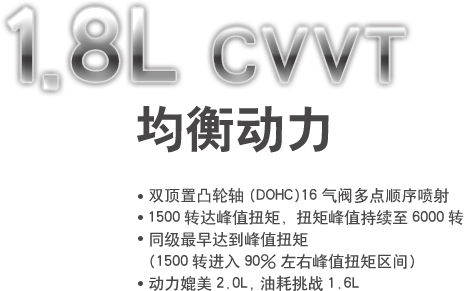 1.8L CVVT
均衡动力
• 双顶置凸轮轴 (DOHC)16 气阀多点顺序喷射
• 1500 转达峰值扭矩，扭矩峰值持续至 6000 转
• 同级最早达到峰值扭矩
(1500 转进入 90% 左右峰值扭矩区间)
• 动力媲美 2.0L, 油耗挑战 1.6L